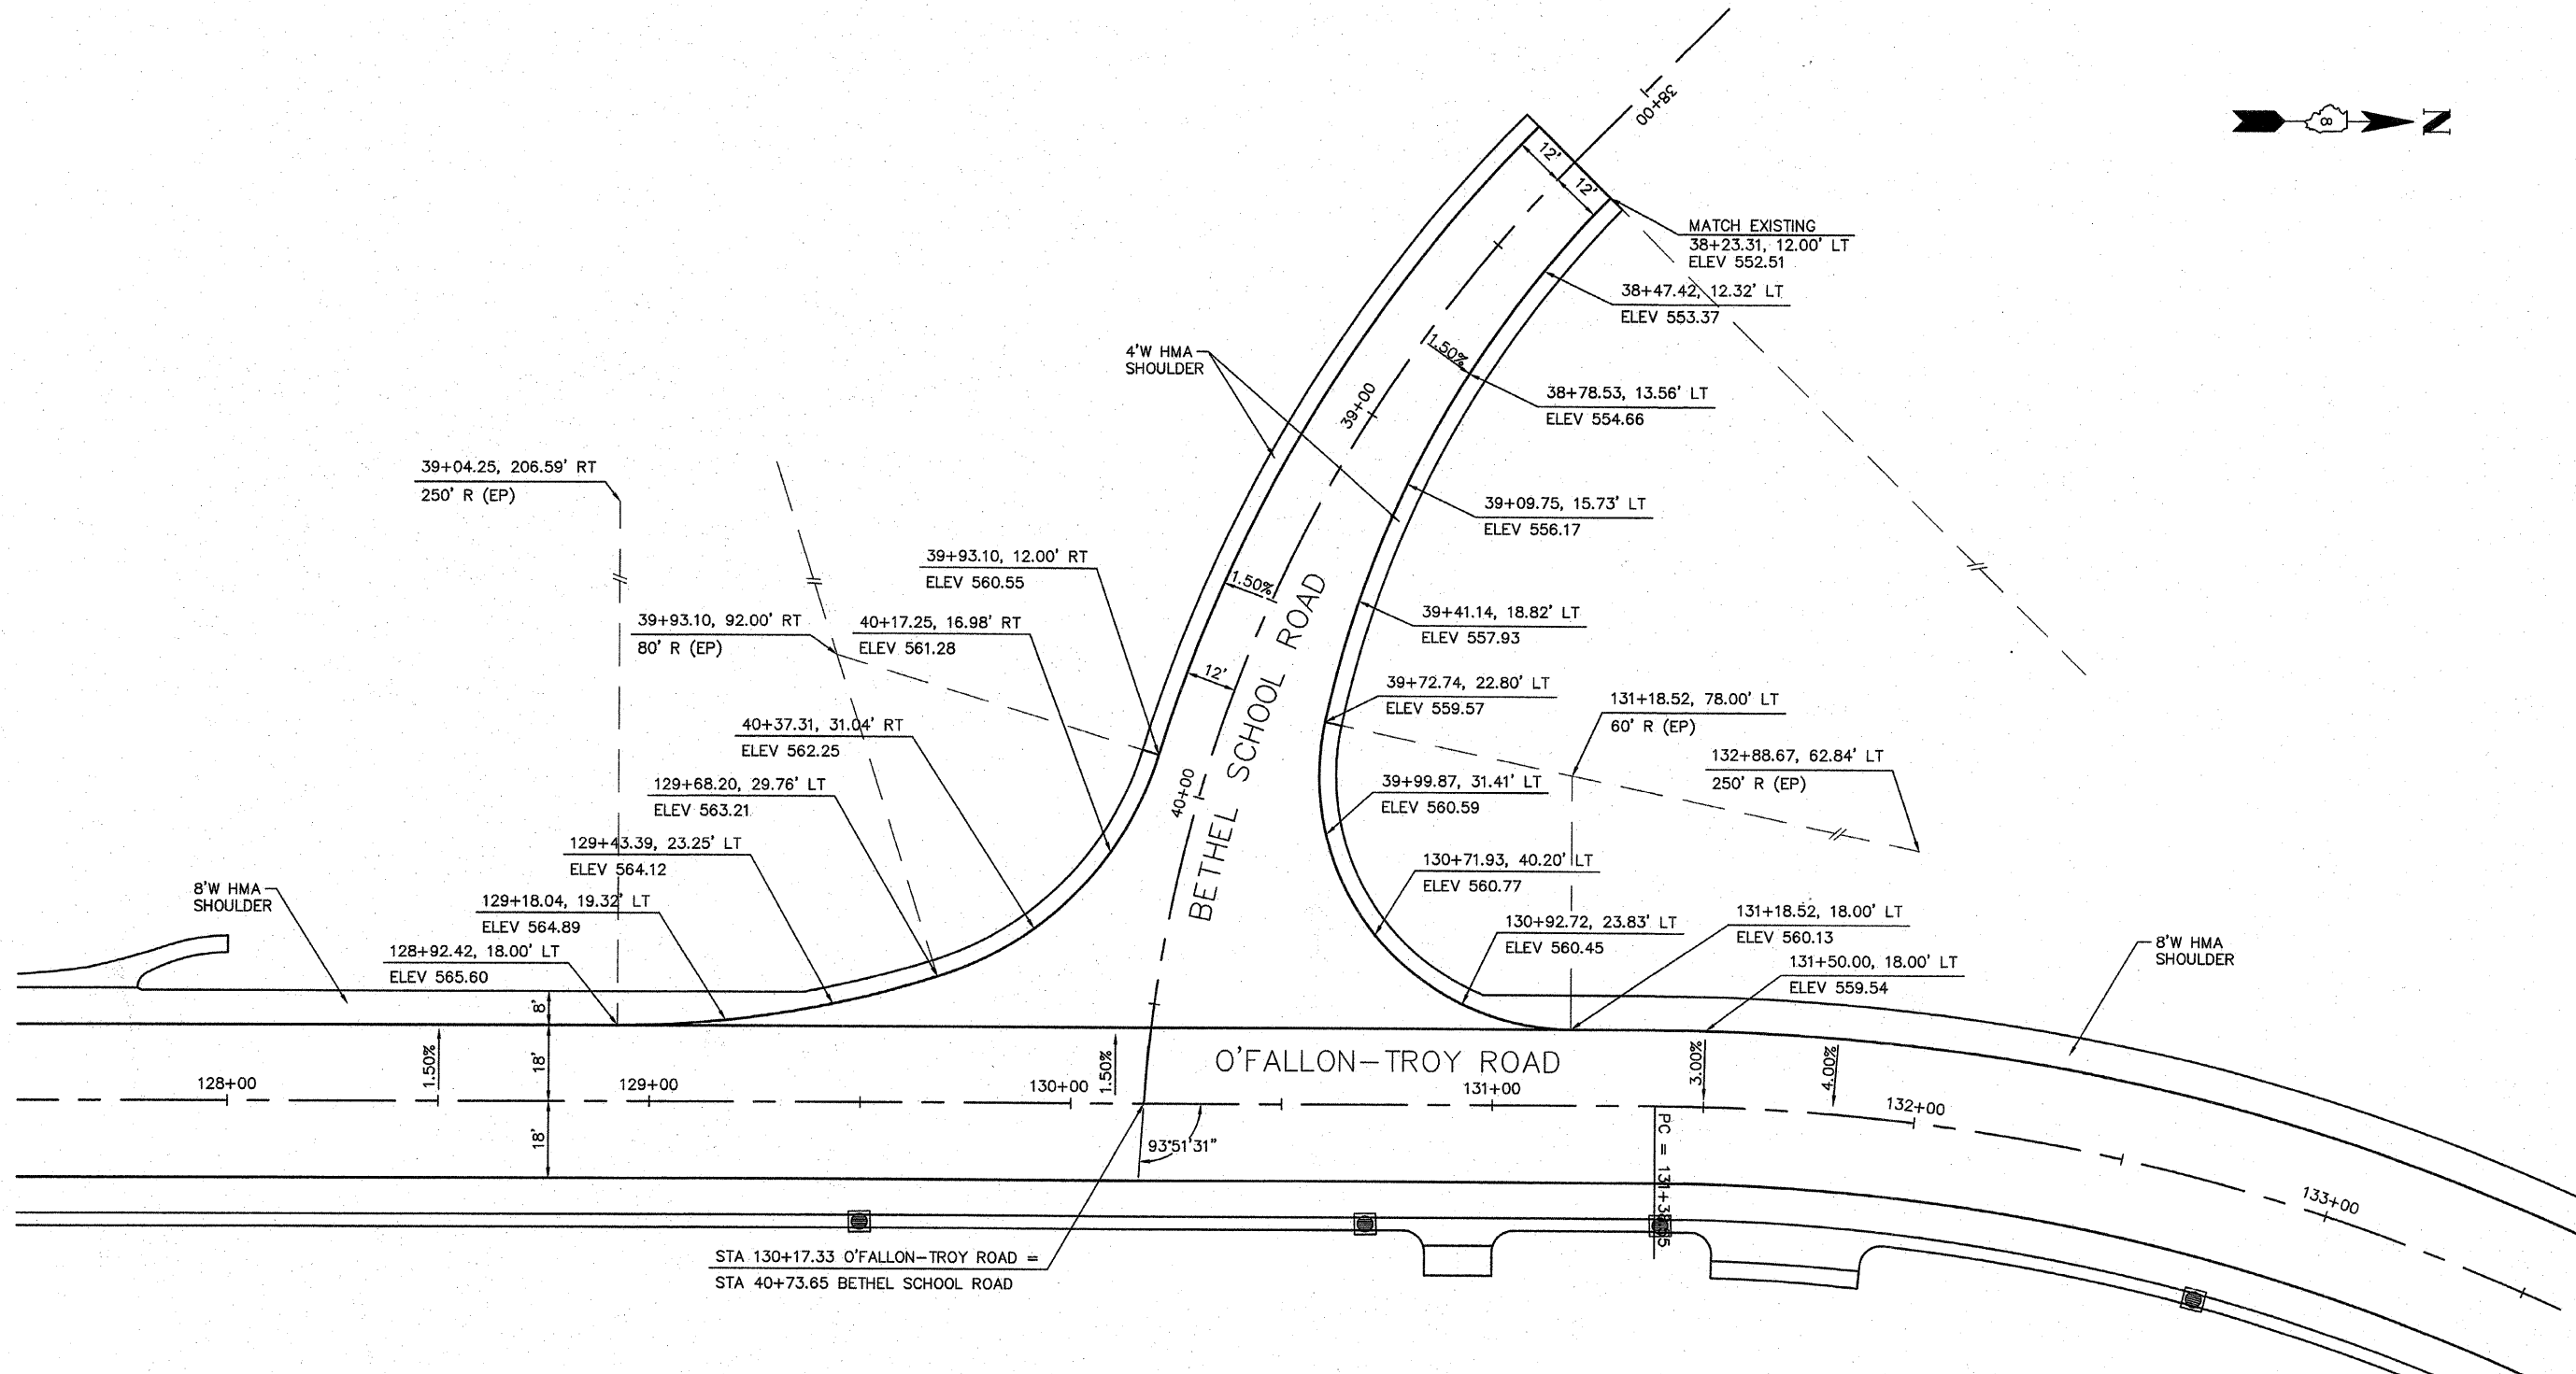 38+00
8
N
12'
12'
MATCH EXISTING
38+23.31, 12.00' LT
ELEV 552.51
38+47.42, 12.32' LT
ELEV 553.37
4'W HMA
SHOULDER
1.50%
38+78.53, 13.56' LT
ELEV 554.66
39+00
39+04.25, 206.59' RT
250' R (EP)
39+09.75, 15.73' LT
ELEV 556.17
39+93.10, 12.00' RT
ELEV 560.55
1.50%
39+93.10, 92.00' RT
80' R (EP)
40+17.25, 16.98' RT
ELEV 561.28
39+41.14, 18.82' LT
ELEV 557.93
12'
BETHEL SCHOOL ROAD
39+72.74, 22.80' LT
ELEV 559.57
131+18.52, 78.00' LT
60' R (EP)
40+37.31, 31.04' RT
ELEV 562.25
132+88.67, 62.84' LT
250' R (EP)
40+00
129+68.20, 29.76' LT
ELEV 563.21
39+99.87, 31.41' LT
ELEV 560.59
129+43.39, 23.25' LT
ELEV 564.12
130+71.93, 40.20' LT
ELEV 560.77
8'W HMA
SHOULDER
129+18.04, 19.32' LT
ELEV 564.89
130+92.72, 23.83' LT
ELEV 560.45
131+18.52, 18.00' LT
ELEV 560.13
128+92.42, 18.00' LT
ELEV 565.60
131+50.00, 18.00' LT
ELEV 559.54
8'W HMA
SHOULDER
8'
18'
18'
1.50%
1.50%
O'FALLON-TROY ROAD
3.00%
4.00%
128+00
129+00
130+00
131+00
132+00
133+00
93°51'31"
PC = 131+38.
STA 130+17.33 O'FALLON-TROY ROAD =
STA 40+73.65 BETHEL SCHOOL ROAD